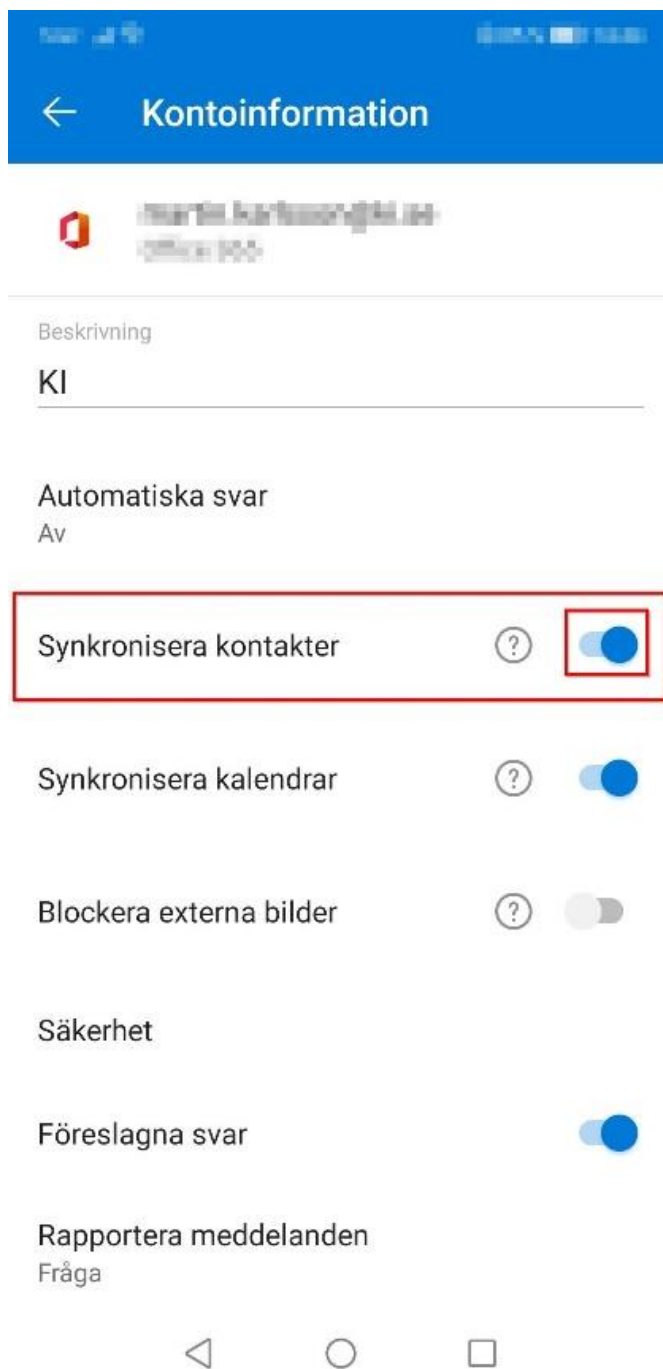 Kontoinformation
Beskrivning
KI
Automatiska svar
Av
Synkronisera kontakter
Synkronisera kalendrar
Blockera externa bilder
Säkerhet
Föreslagna svar
Rapportera meddelanden
Fråga